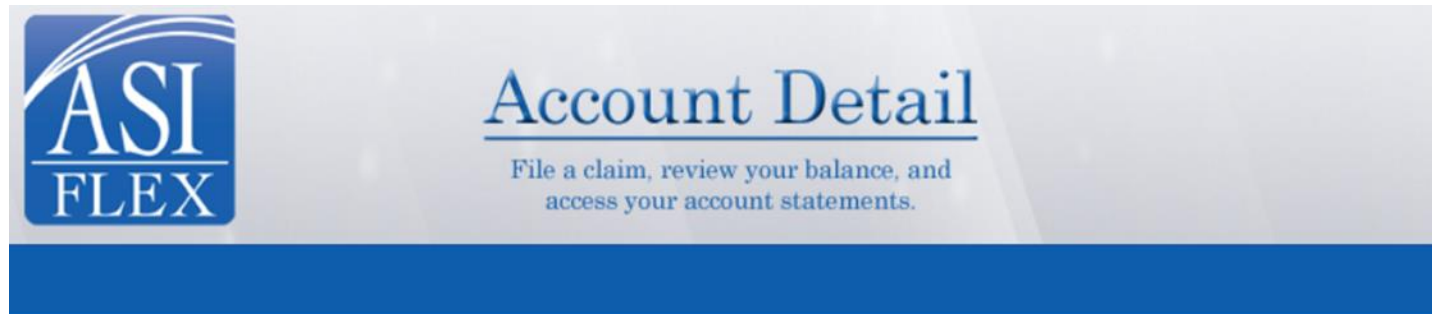 ASI
FLEX
Account Detail
File a claim, review your balance, and
access your account statements.